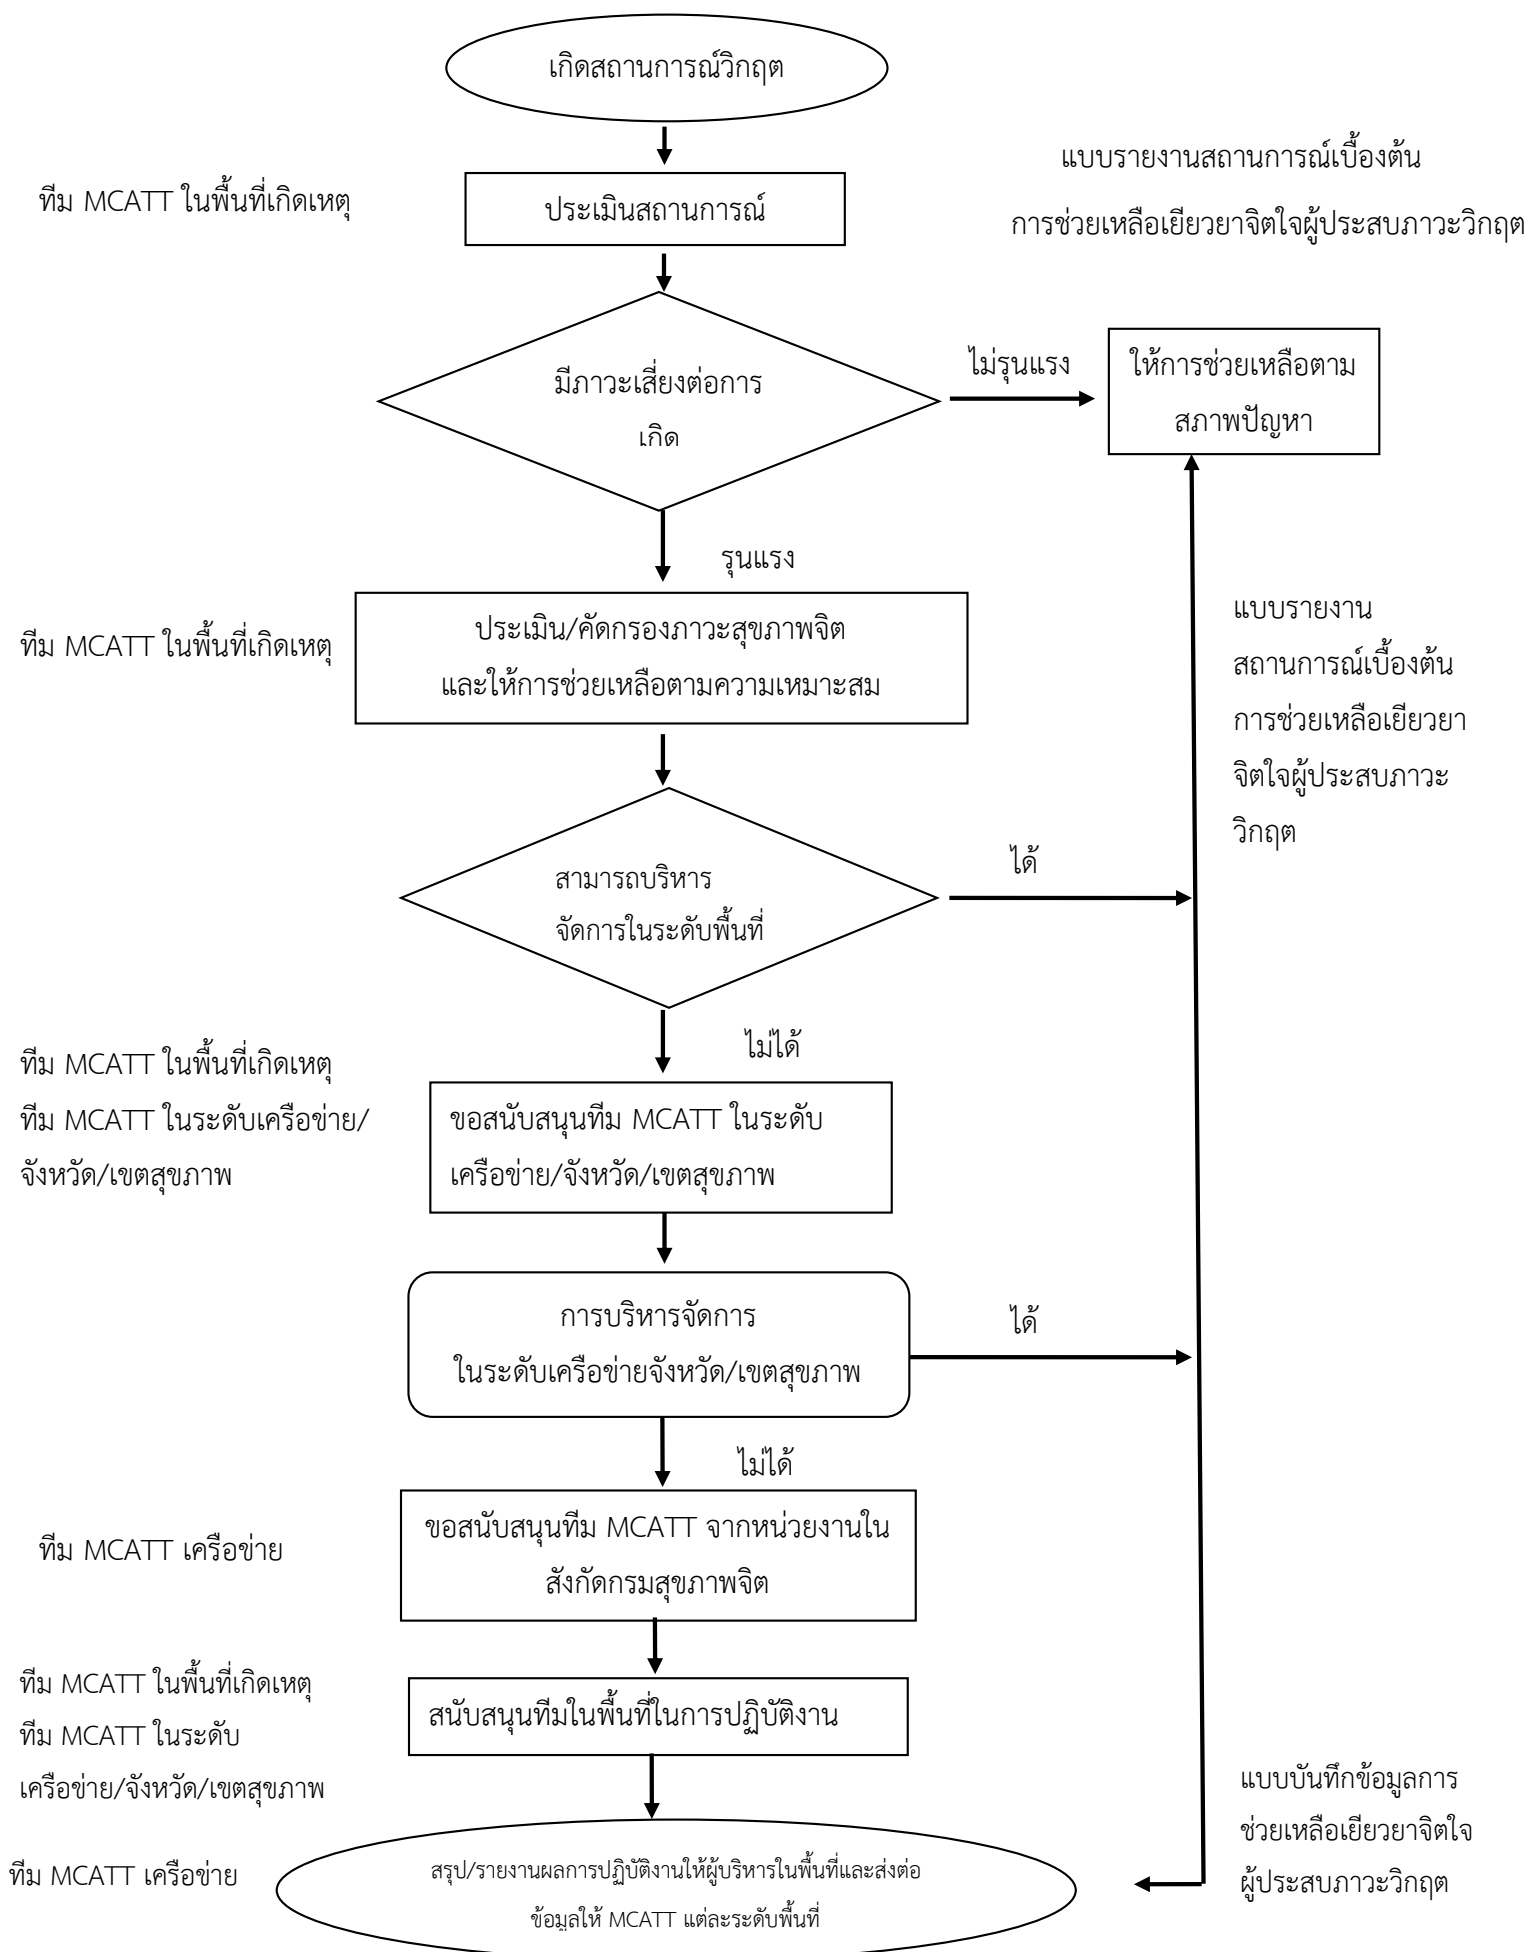 เกิดสถานการณ์วิกฤต
แบบรายงานสถานการณ์เบื้องต้น
การช่วยเหลือเยียวยาจิตใจผู้ประสบภาวะวิกฤต
ทีม MCATT ในพื้นที่เกิดเหตุ
ประเมินสถานการณ์
มีภาวะเสี่ยงต่อการ
เกิด
ไม่รุนแรง
ให้การช่วยเหลือตาม
สภาพปัญหา
รุนแรง
ทีม MCATT ในพื้นที่เกิดเหตุ
ประเมิน/คัดกรองภาวะสุขภาพจิต
และให้การช่วยเหลือตามความเหมาะสม
แบบรายงาน
สถานการณ์เบื้องต้น
การช่วยเหลือเยียวยา
จิตใจผู้ประสบภาวะ
วิกฤต
สามารถบริหาร
จัดการในระดับพื้นที่
ได้
ไม่ได้
ทีม MCATT ในพื้นที่เกิดเหตุ
ทีม MCATT ในระดับเครือข่าย/
จังหวัด/เขตสุขภาพ
ขอสนับสนุนทีม MCATT ในระดับ
เครือข่าย/จังหวัด/เขตสุขภาพ
การบริหารจัดการ
ในระดับเครือข่ายจังหวัด/เขตสุขภาพ
ได้
ไม่ได้
ทีม MCATT เครือข่าย
ขอสนับสนุนทีม MCATT จากหน่วยงานใน
สังกัดกรมสุขภาพจิต
ทีม MCATT ในพื้นที่เกิดเหตุ
ทีม MCATT ในระดับ
เครือข่าย/จังหวัด/เขตสุขภาพ
สนับสนุนทีมในพื้นที่ในการปฏิบัติงาน
แบบบันทึกข้อมูลการ
ช่วยเหลือเยียวยาจิตใจ
ผู้ประสบภาวะวิกฤต
ทีม MCATT เครือข่าย
สรุป/รายงานผลการปฏิบัติงานให้ผู้บริหารในพื้นที่และส่งต่อ
ข้อมูลให้ MCATT แต่ละระดับพื้นที่